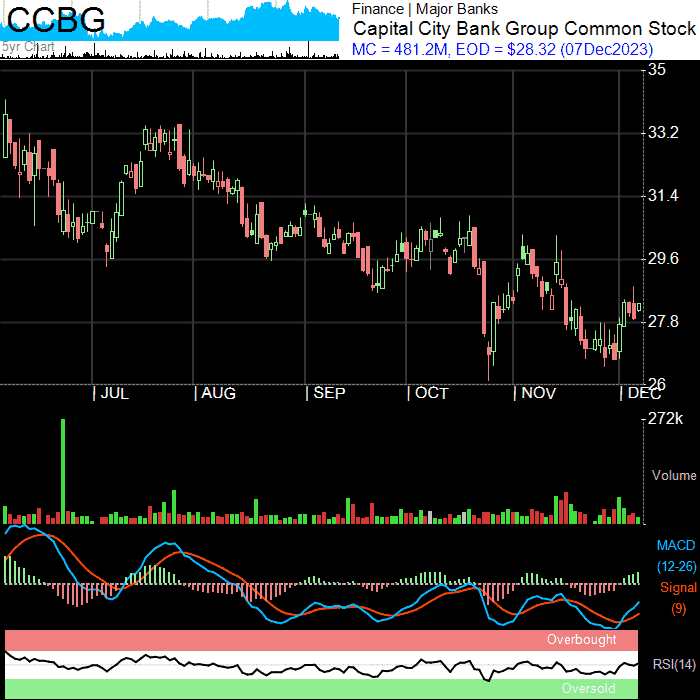 CCBG
5yr Chart
Finance | Major Banks
Capital City Bank Group Common Stock
MC = 481.2M, EOD = $28.32 (07Dec2023)
35
33.2
31.4
29.6
27.8
26
| JUL | AUG | SEP | OCT | NOV | DEC
272k
Volume
MACD
(12-26)
Signal
(9)
Overbought
RSI(14)
Oversold